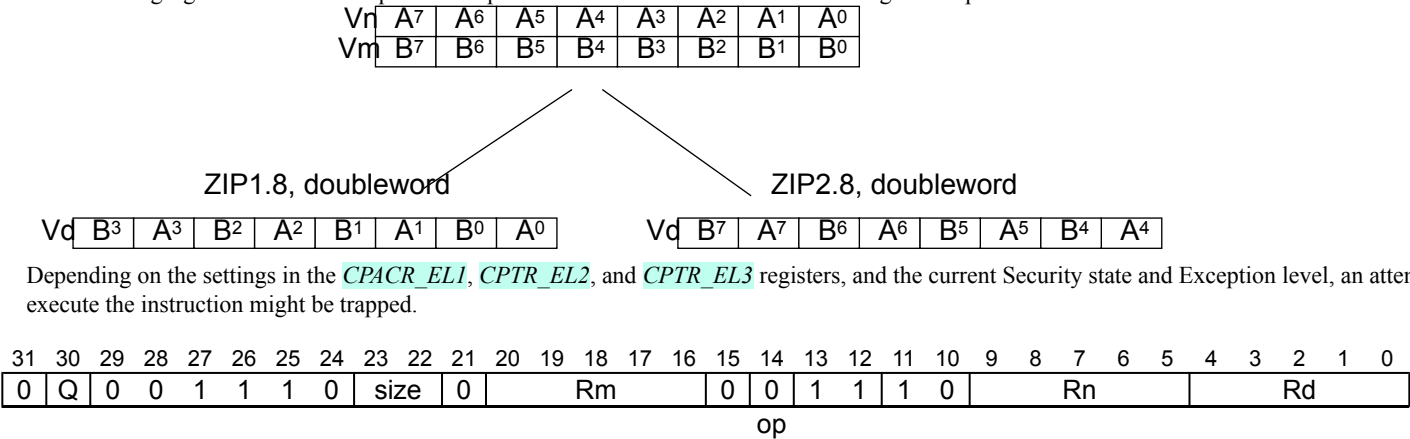 Vn A7 A6 A5 A4 A3 A2 A1 A0
Vm B7 B6 B5 B4 B3 B2 B1 B0
ZIP1.8, doubleword ZIP2.8, doubleword
Vd B3 A3 B2 A2 B1 A1 B0 A0 Vd B7 A7 B6 A6 B5 A5 B4 A4
Depending on the settings in the CPACR_EL1, CPTR_EL2, and CPTR_EL3 registers, and the current Security state and Exception level, an
execute the instruction might be trapped.
31 30 29 28 27 26 25 24 23 22 21 20 19 18 17 16 15 14 13 12 11 10 9 8 7 6 5 4 3 2 1 0
0 Q 0 0 1 1 1 0 size 0 Rm 0 0 1 1 1 0 Rn Rd
op